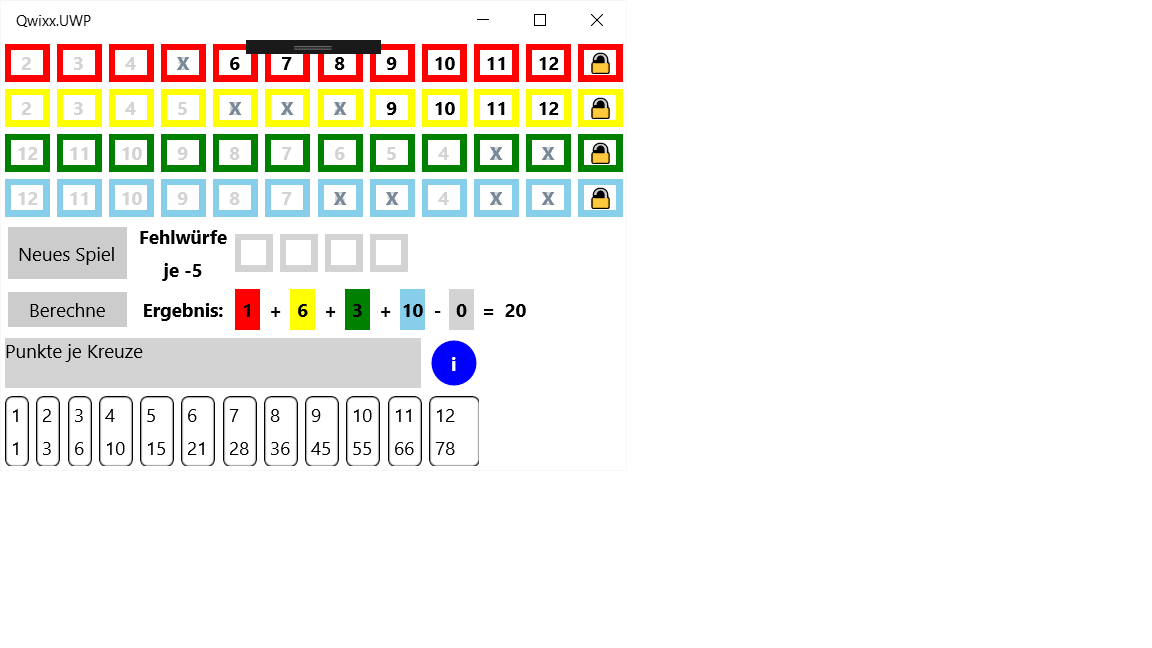 Qwixx.UWP
2 3 4 X 6 7 8 9 10 11 12
2 3 4 5 X X X 9 10 11 12
12 11 10 9 8 7 6 5 4 X X
12 11 10 9 8 7 X X 4 X X
Neues Spiel
Fehlwürfe
je -5
Berechne
Ergebnis: 1 + 6 + 3 + 10 - 0 = 20
Punkte je Kreuze
i
1 2 3 4 5 6 7 8 9 10 11 12
1 3 6 10 15 21 28 36 45 55 66 78